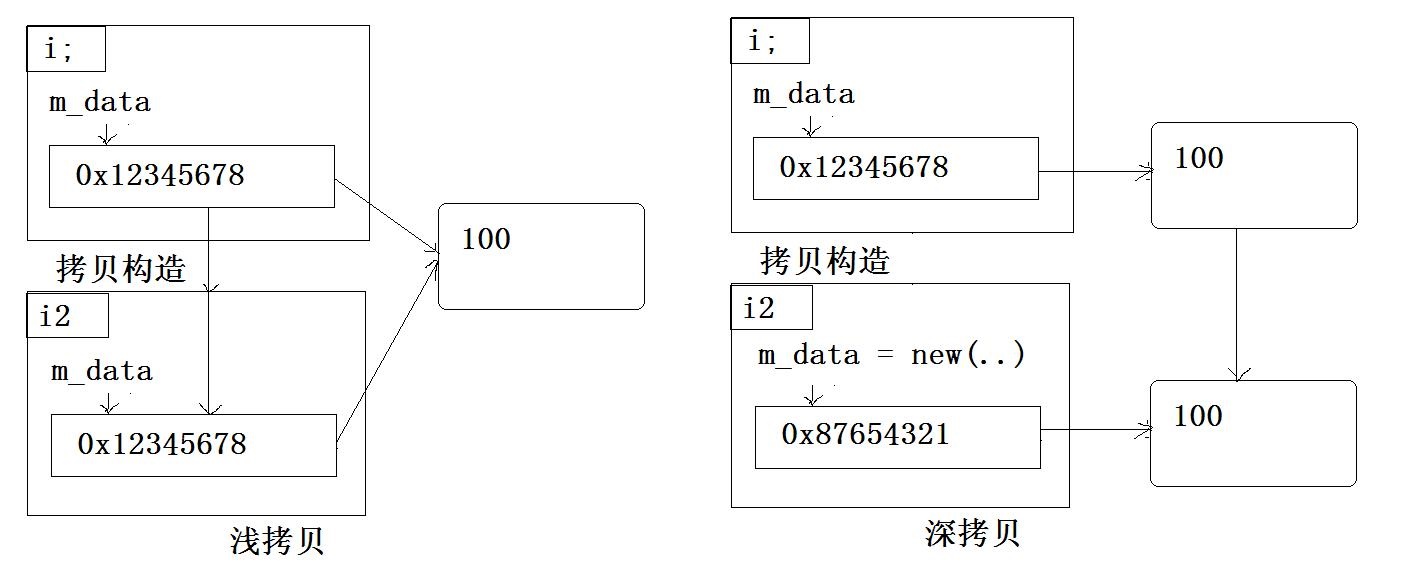 i;
m_data
0x12345678
100
拷贝构造
i2
m_data
0x12345678
浅拷贝
i;
m_data
0x12345678
100
拷贝构造
i2
m_data = new(..)
0x87654321
100
深拷贝